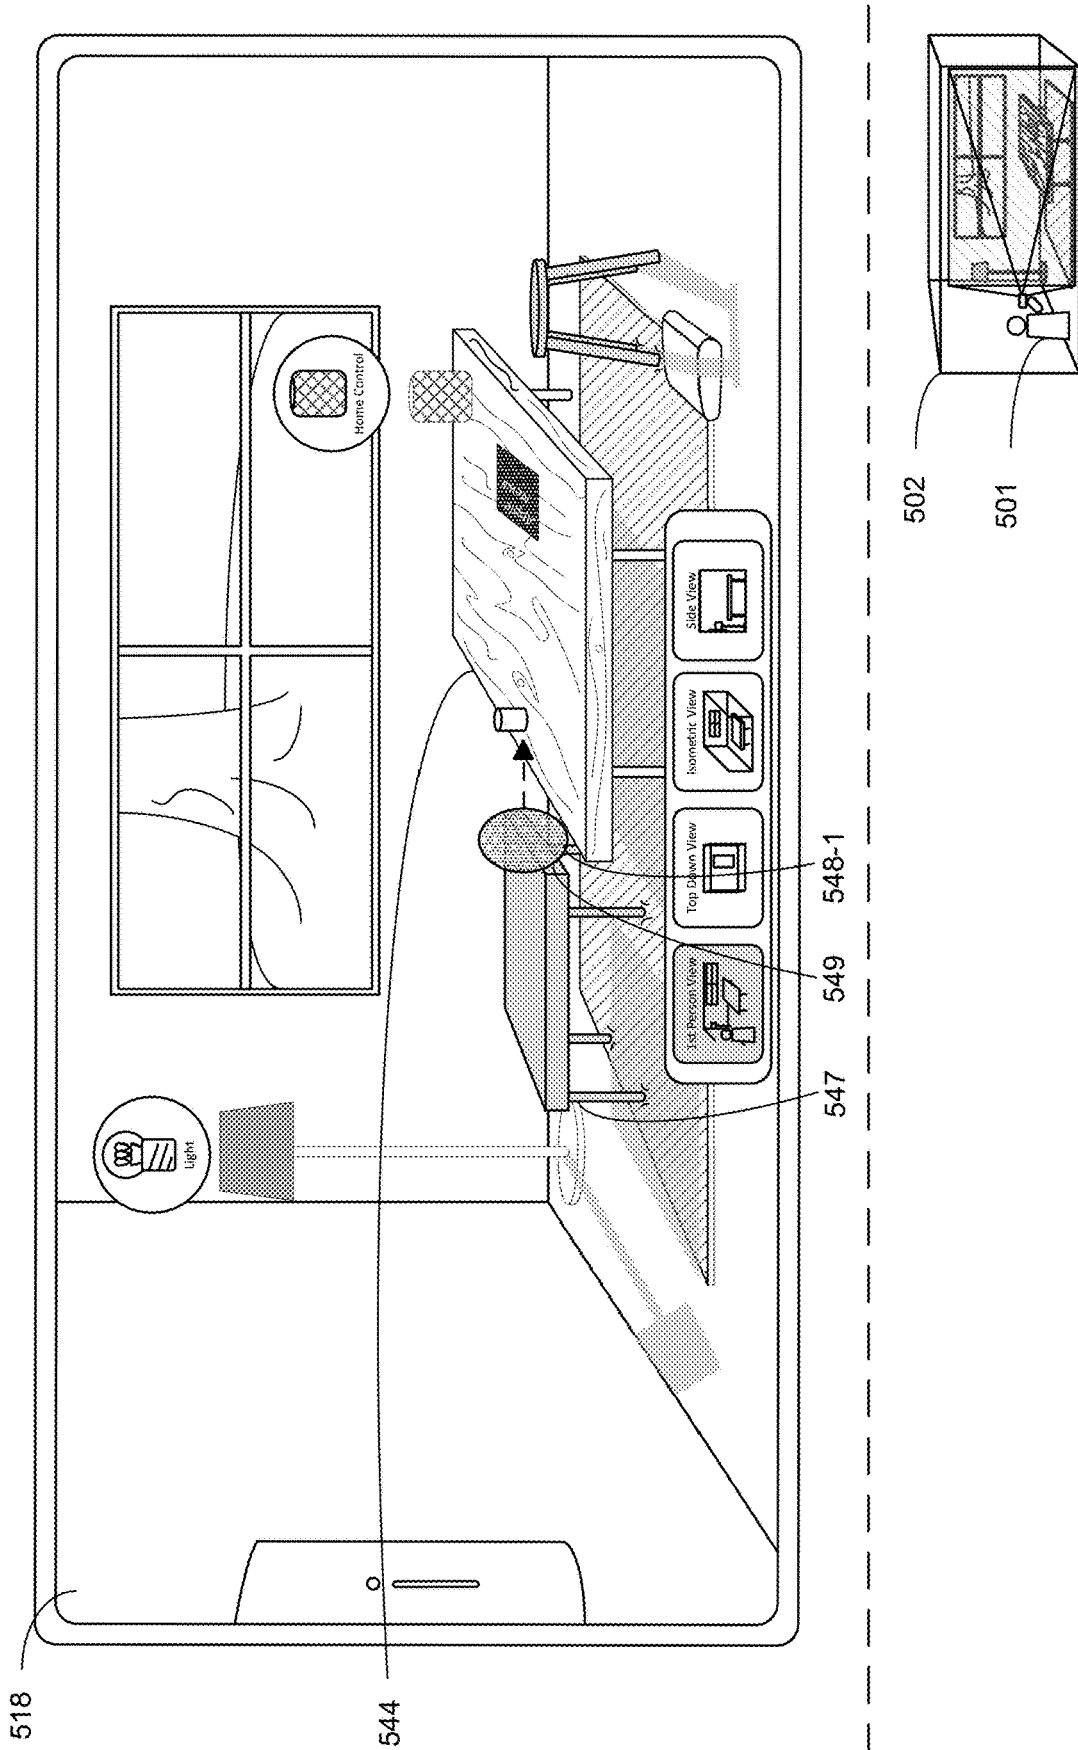 518
544
Light
Home Control
1st Person View
Top Down View
Isometric View
Side View
547
549
548-1
502
501